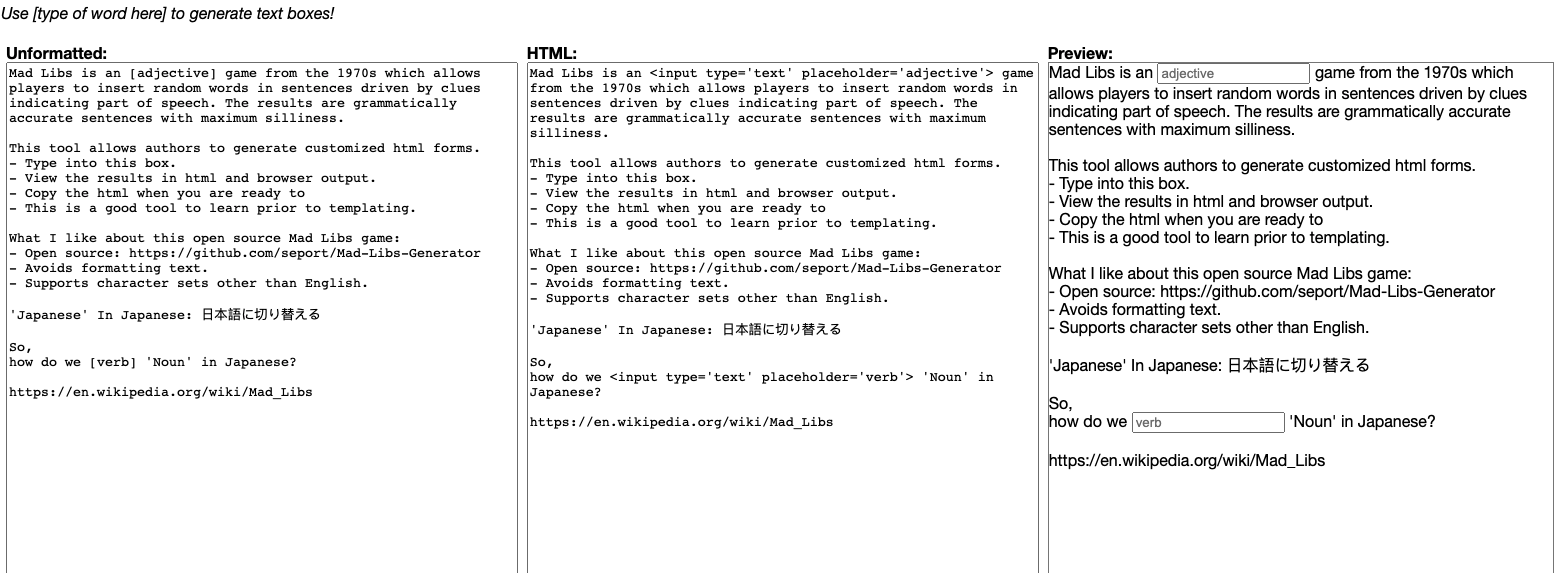 Use [type of word here] to generate text boxes!
Unformatted:
Mad Libs is an [adjective] game from the 1970s which allows
players to insert random words in sentences driven by clues
indicating part of speech. The results are grammatically
accurate sentences with maximum silliness.
This tool allows authors to generate customized html forms.
- Type into this box.
- View the results in html and browser output.
- Copy the html when you are ready to
- This is a good tool to learn prior to templating.
What I like about this open source Mad Libs game:
- Open source: https://github.com/seport/Mad-Libs-Generator
- Avoids formatting text.
- Supports character sets other than English.
'Japanese' In Japanese: 日本語に切り替える
So,
how do we [verb] 'Noun' in Japanese?
https://en.wikipedia.org/wiki/Mad_Libs
HTML:
Mad Libs is an <input type='text' placeholder='adjective'> game
from the 1970s which allows players to insert random words in
sentences driven by clues indicating part of speech. The
results are grammatically accurate sentences with maximum
silliness.
This tool allows authors to generate customized html forms.
- Type into this box.
- View the results in html and browser output.
- Copy the html when you are ready to
- This is a good tool to learn prior to templating.
What I like about this open source Mad Libs game:
- Open source: https://github.com/seport/Mad-Libs-Generator
- Avoids formatting text.
- Supports character sets other than English.
'Japanese' In Japanese: 日本語に切り替える
So,
how do we <input type='text' placeholder='verb'> 'Noun' in
Japanese?
https://en.wikipedia.org/wiki/Mad_Libs
Preview:
Mad Libs is an adjective game from the 1970s which
allows players to insert random words in sentences driven by clues
indicating part of speech. The results are grammatically accurate
sentences with maximum silliness.
This tool allows authors to generate customized html forms.
- Type into this box.
- View the results in html and browser output.
- Copy the html when you are ready to
- This is a good tool to learn prior to templating.
What I like about this open source Mad Libs game:
- Open source: https://github.com/seport/Mad-Libs-Generator
- Avoids formatting text.
- Supports character sets other than English.
'Japanese' In Japanese: 日本語に切り替える
So,
how do we verb 'Noun' in Japanese?
https://en.wikipedia.org/wiki/Mad_Libs